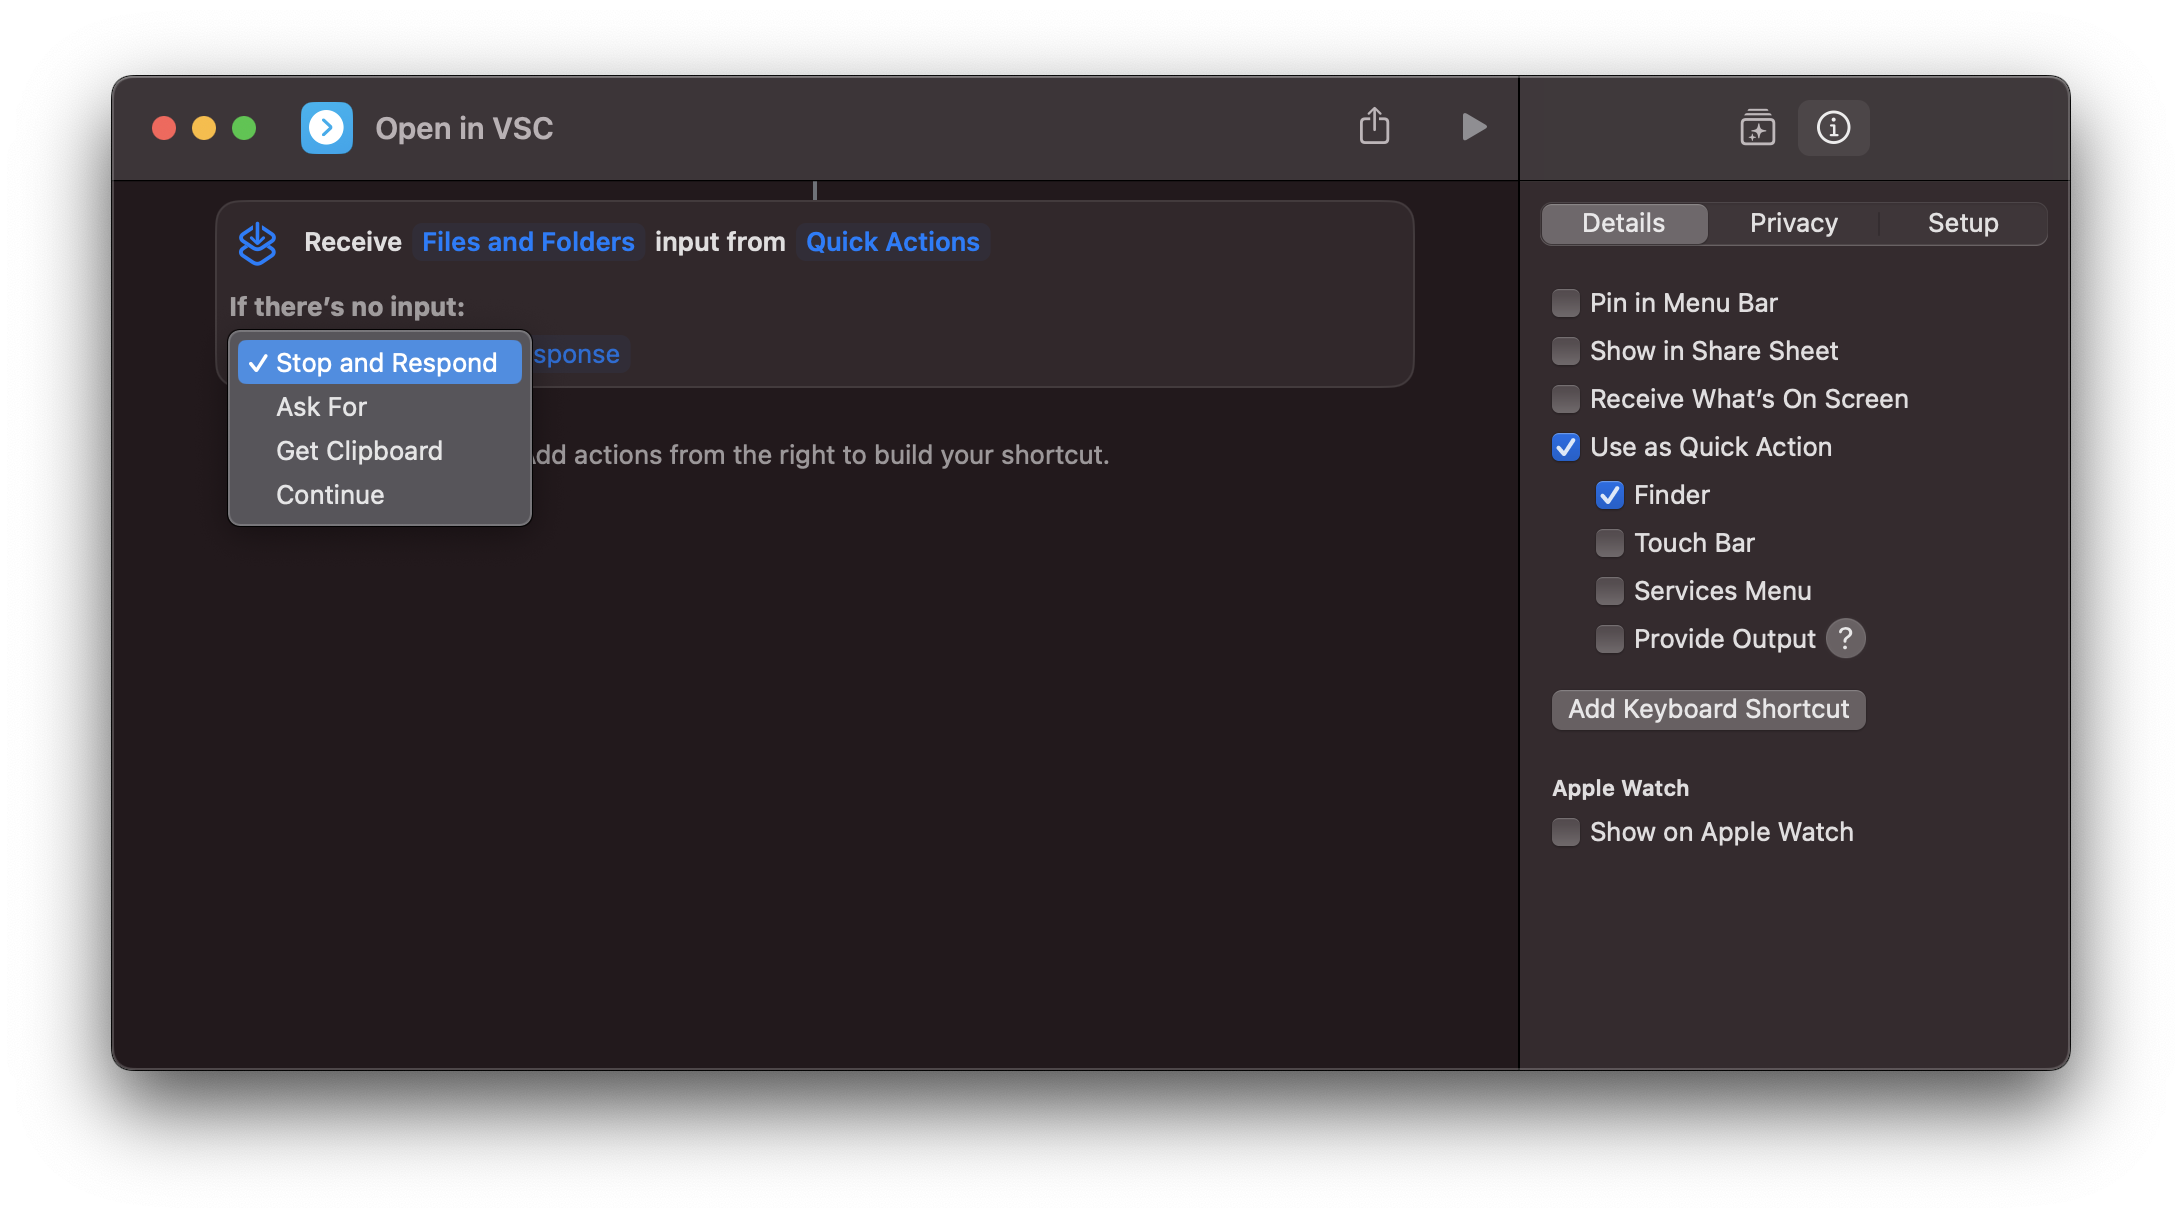 Open in VSC
Receive Files and Folders input from Quick Actions
If there's no input:
Stop and Respond
Ask For
Get Clipboard
Continue
actions from the right to build your shortcut.
Details Privacy Setup
Pin in Menu Bar
Show in Share Sheet
Receive What's On Screen
Use as Quick Action
Finder
Touch Bar
Services Menu
Provide Output ?
Add Keyboard Shortcut
Apple Watch
Show on Apple Watch